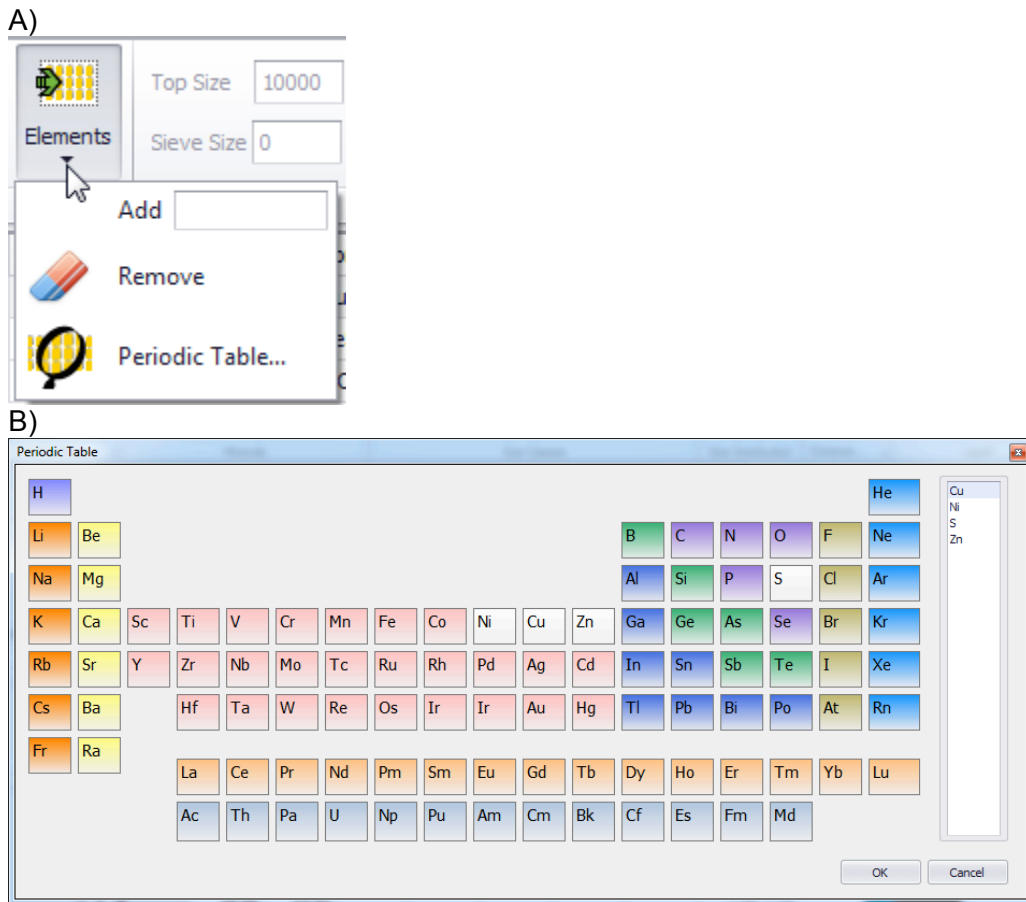 A)
Top Size 10000
Elements
Sieve Size 0
Add
Remove
Periodic Table...
B)
Periodic Table
H He
Li Be B C N O F Ne
Na Mg Al Si P S Cl Ar
K Ca Sc Ti V Cr Mn Fe Co Ni Cu Zn Ga Ge As Se Br Kr
Rb Sr Y Zr Nb Mo Tc Ru Rh Pd Ag Cd In Sn Sb Te I Xe
Cs Ba Hf Ta W Re Os Ir Ir Au Hg Tl Pb Bi Po At Rn
Fr Ra
La Ce Pr Nd Pm Sm Eu Gd Tb Dy Ho Er Tm Yb Lu
Ac Th Pa U Np Pu Am Cm Bk Cf Es Fm Md
Cu
Ni
S
Zn
OK Cancel